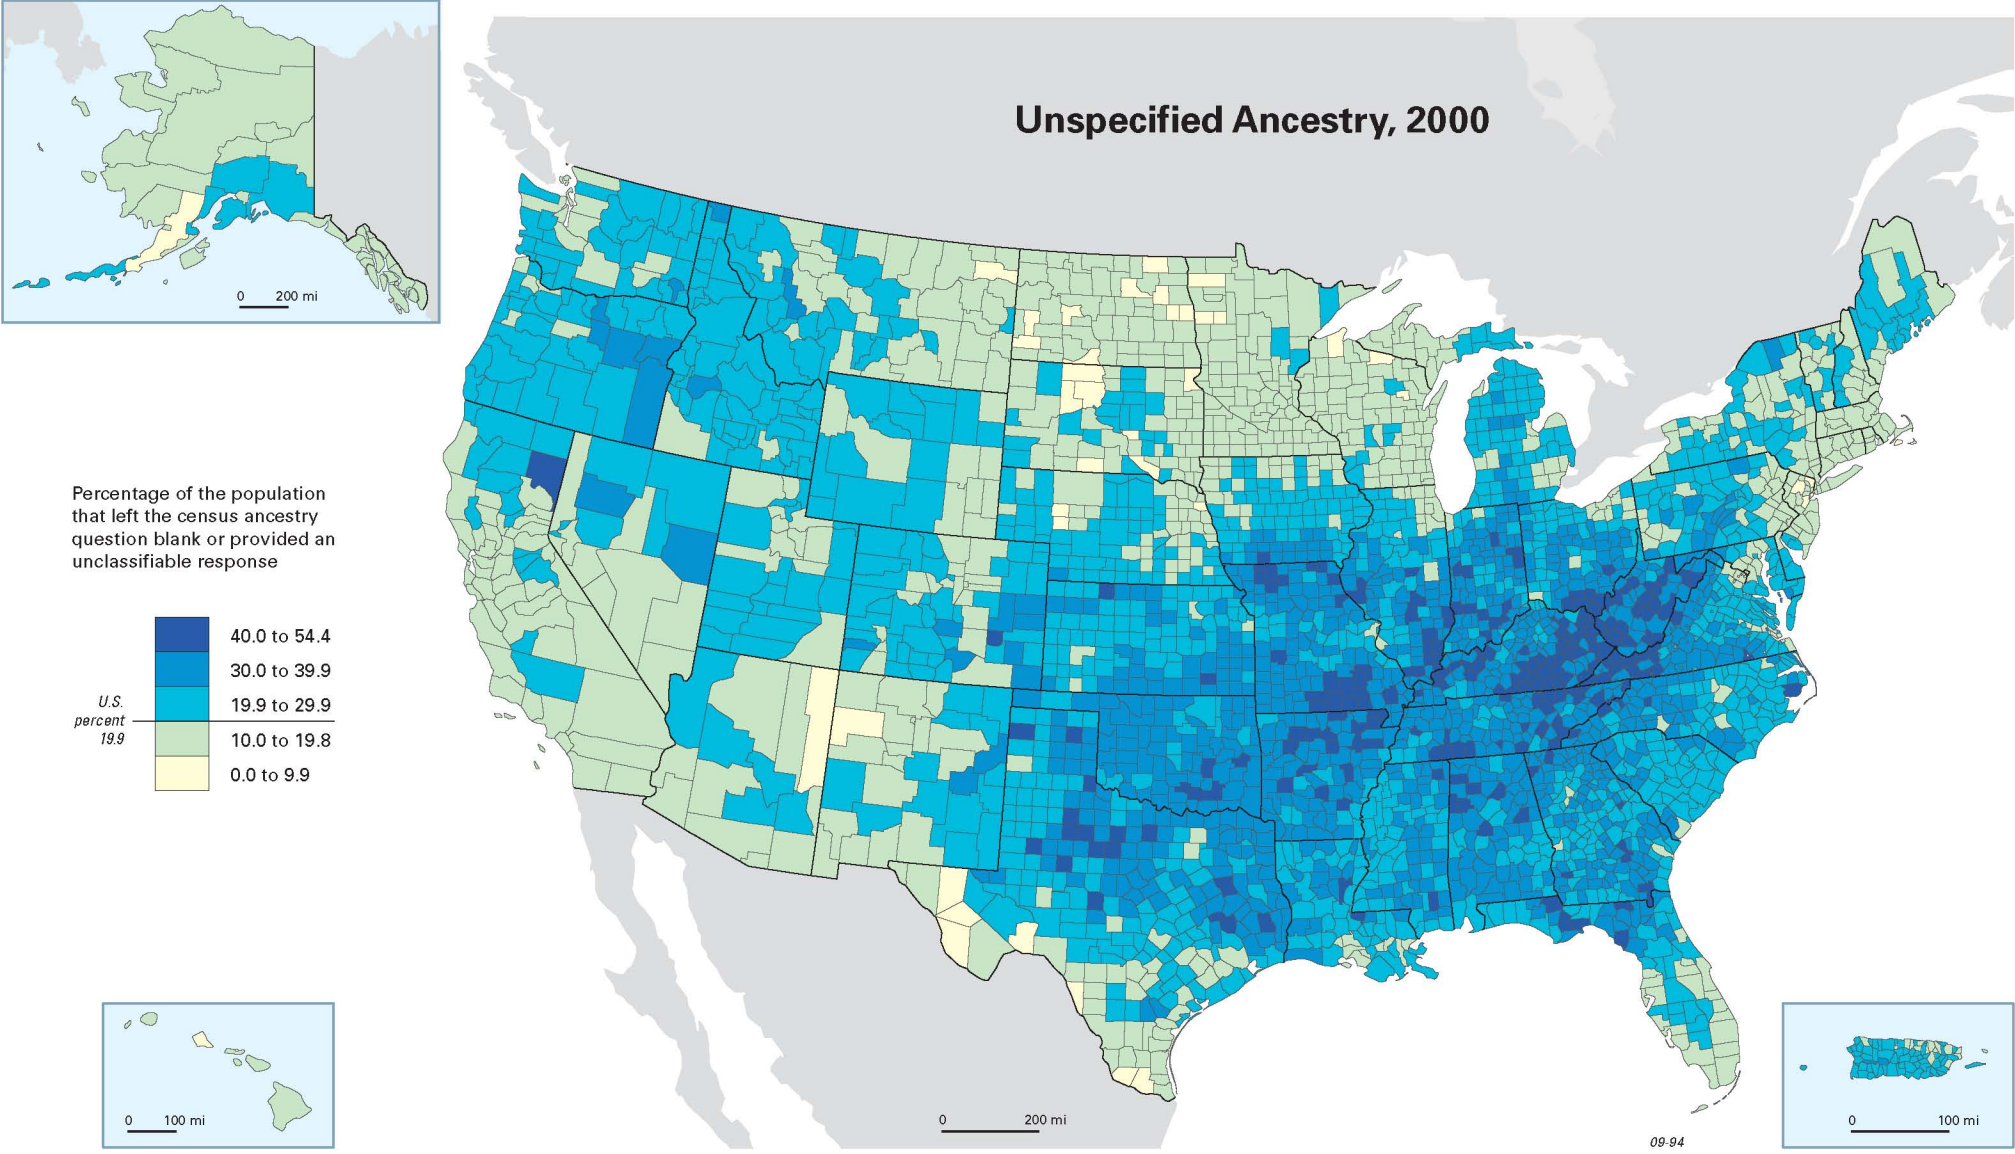 Unspecified Ancestry, 2000
0 200 mi
Percentage of the population
that left the census ancestry
question blank or provided an
unclassifiable response
40.0 to 54.4
30.0 to 39.9
19.9 to 29.9
U.S.
percent
19.9
10.0 to 19.8
0.0 to 9.9
0 100 mi
0 200 mi
0 100 mi
09-94